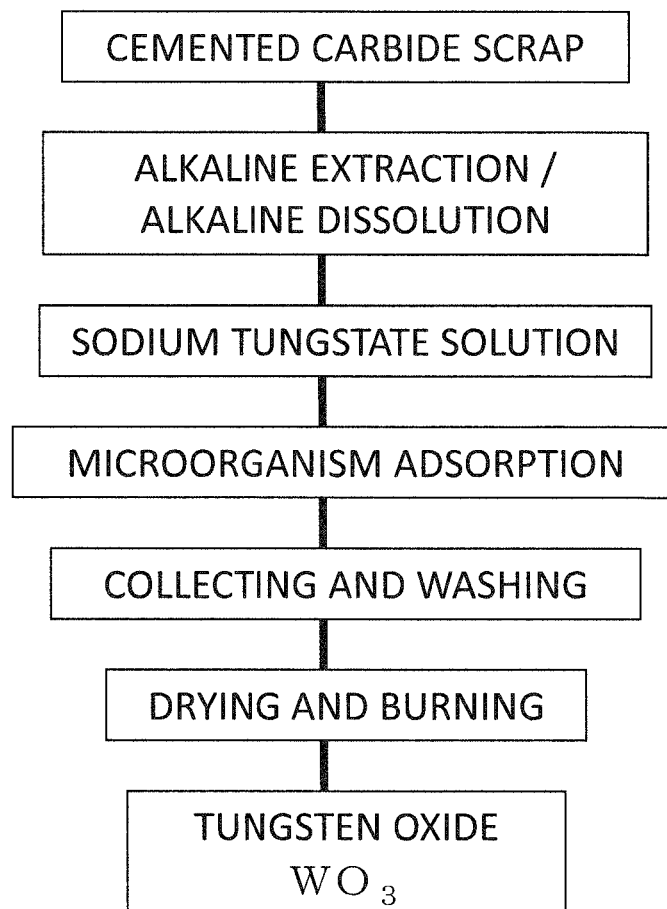 CEMENTED CARBIDE SCRAP
ALKALINE EXTRACTION /
ALKALINE DISSOLUTION
SODIUM TUNGSTATE SOLUTION
MICROORGANISM ADSORPTION
COLLECTING AND WASHING
DRYING AND BURNING
TUNGSTEN OXIDE
WO₃